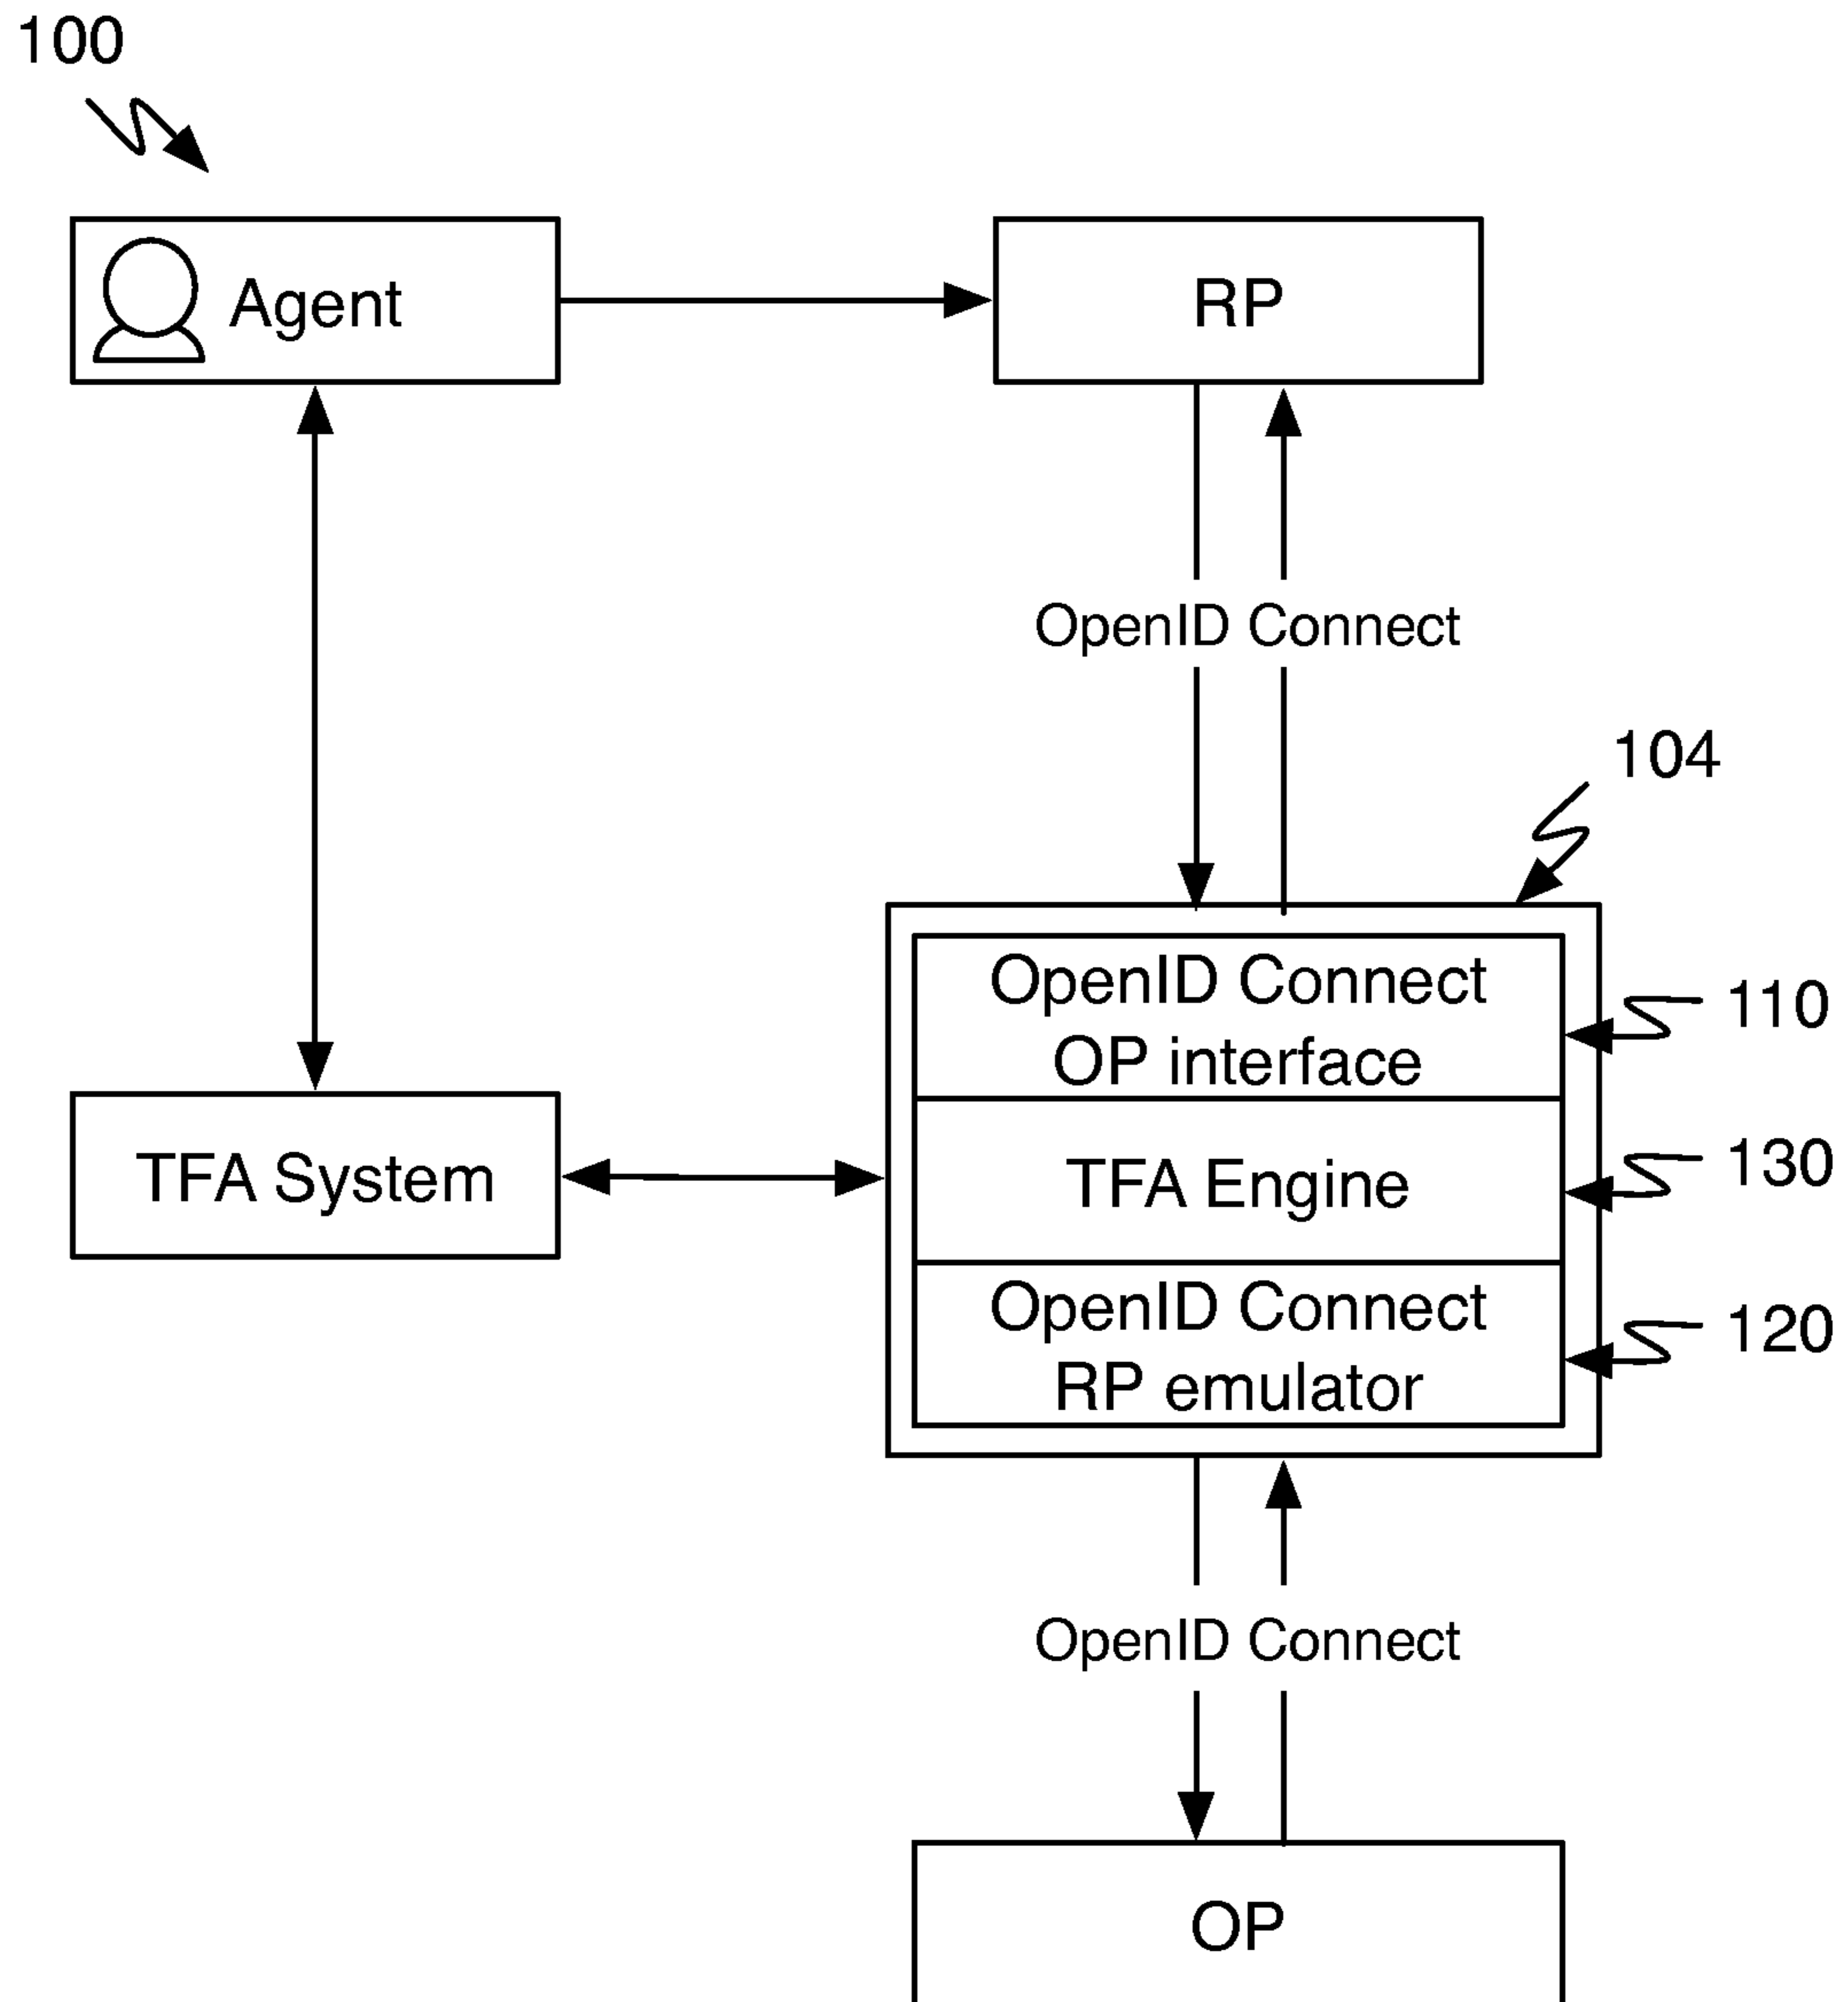 100
Agent
RP
OpenID Connect
104
OpenID Connect
OP interface
110
TFA System
TFA Engine
130
OpenID Connect
RP emulator
120
OpenID Connect
OP